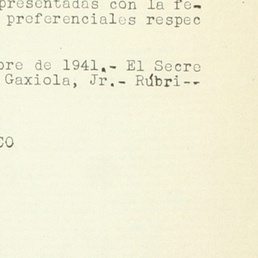 presentadas con la fe-
preferenciales respec
bre de 1941.- El Secre
Gaxiola, Jr.- Rúbri--
CO